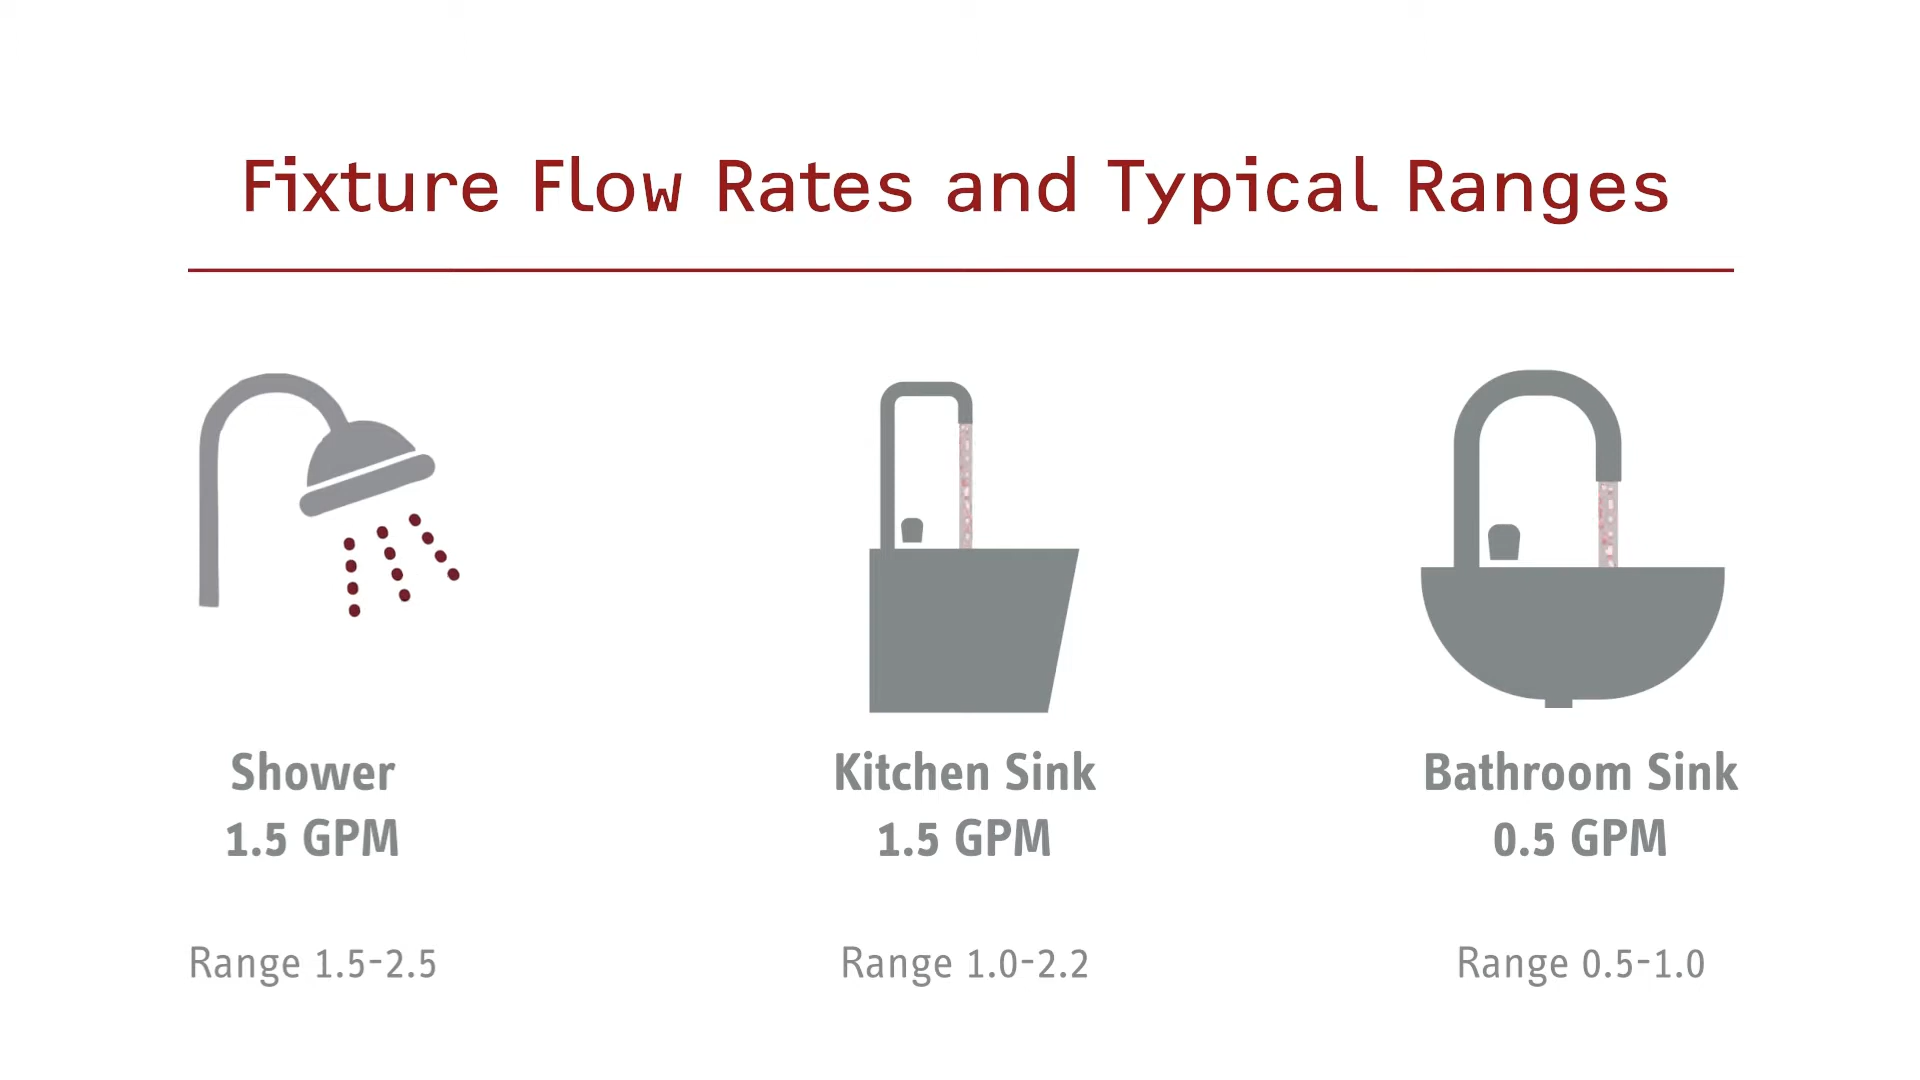 Fixture Flow Rates and Typical Ranges
Shower
1.5 GPM
Range 1.5-2.5
Kitchen Sink
1.5 GPM
Range 1.0-2.2
Bathroom Sink
0.5 GPM
Range 0.5-1.0